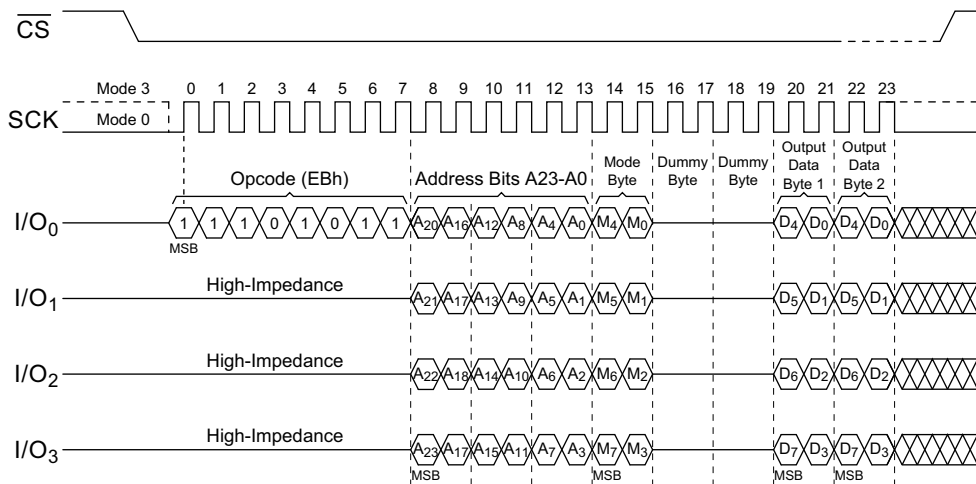 CS
Mode 3
SCK
Mode 0
0 1 2 3 4 5 6 7 8 9 10 11 12 13 14 15 16 17 18 19 20 21 22 23
Opcode (EBh)
Address Bits A23-A0
Mode
Byte
Dummy
Byte
Dummy
Byte
Output
Data
Byte 1
Output
Data
Byte 2
I/O0
1 1 1 0 1 0 1 1 A20 A16 A12 A8 A4 A0 M4 M0 D4 D0 D4 D0
MSB
I/O1
High-Impedance
A21 A17 A13 A9 A5 A1 M5 M1 D5 D1 D5 D1
I/O2
High-Impedance
A22 A18 A14 A10 A6 A2 M6 M2 D6 D2 D6 D2
I/O3
High-Impedance
A23 A17 A15 A11 A7 A3 M7 M3 D7 D3 D7 D3
MSB MSB MSB MSB